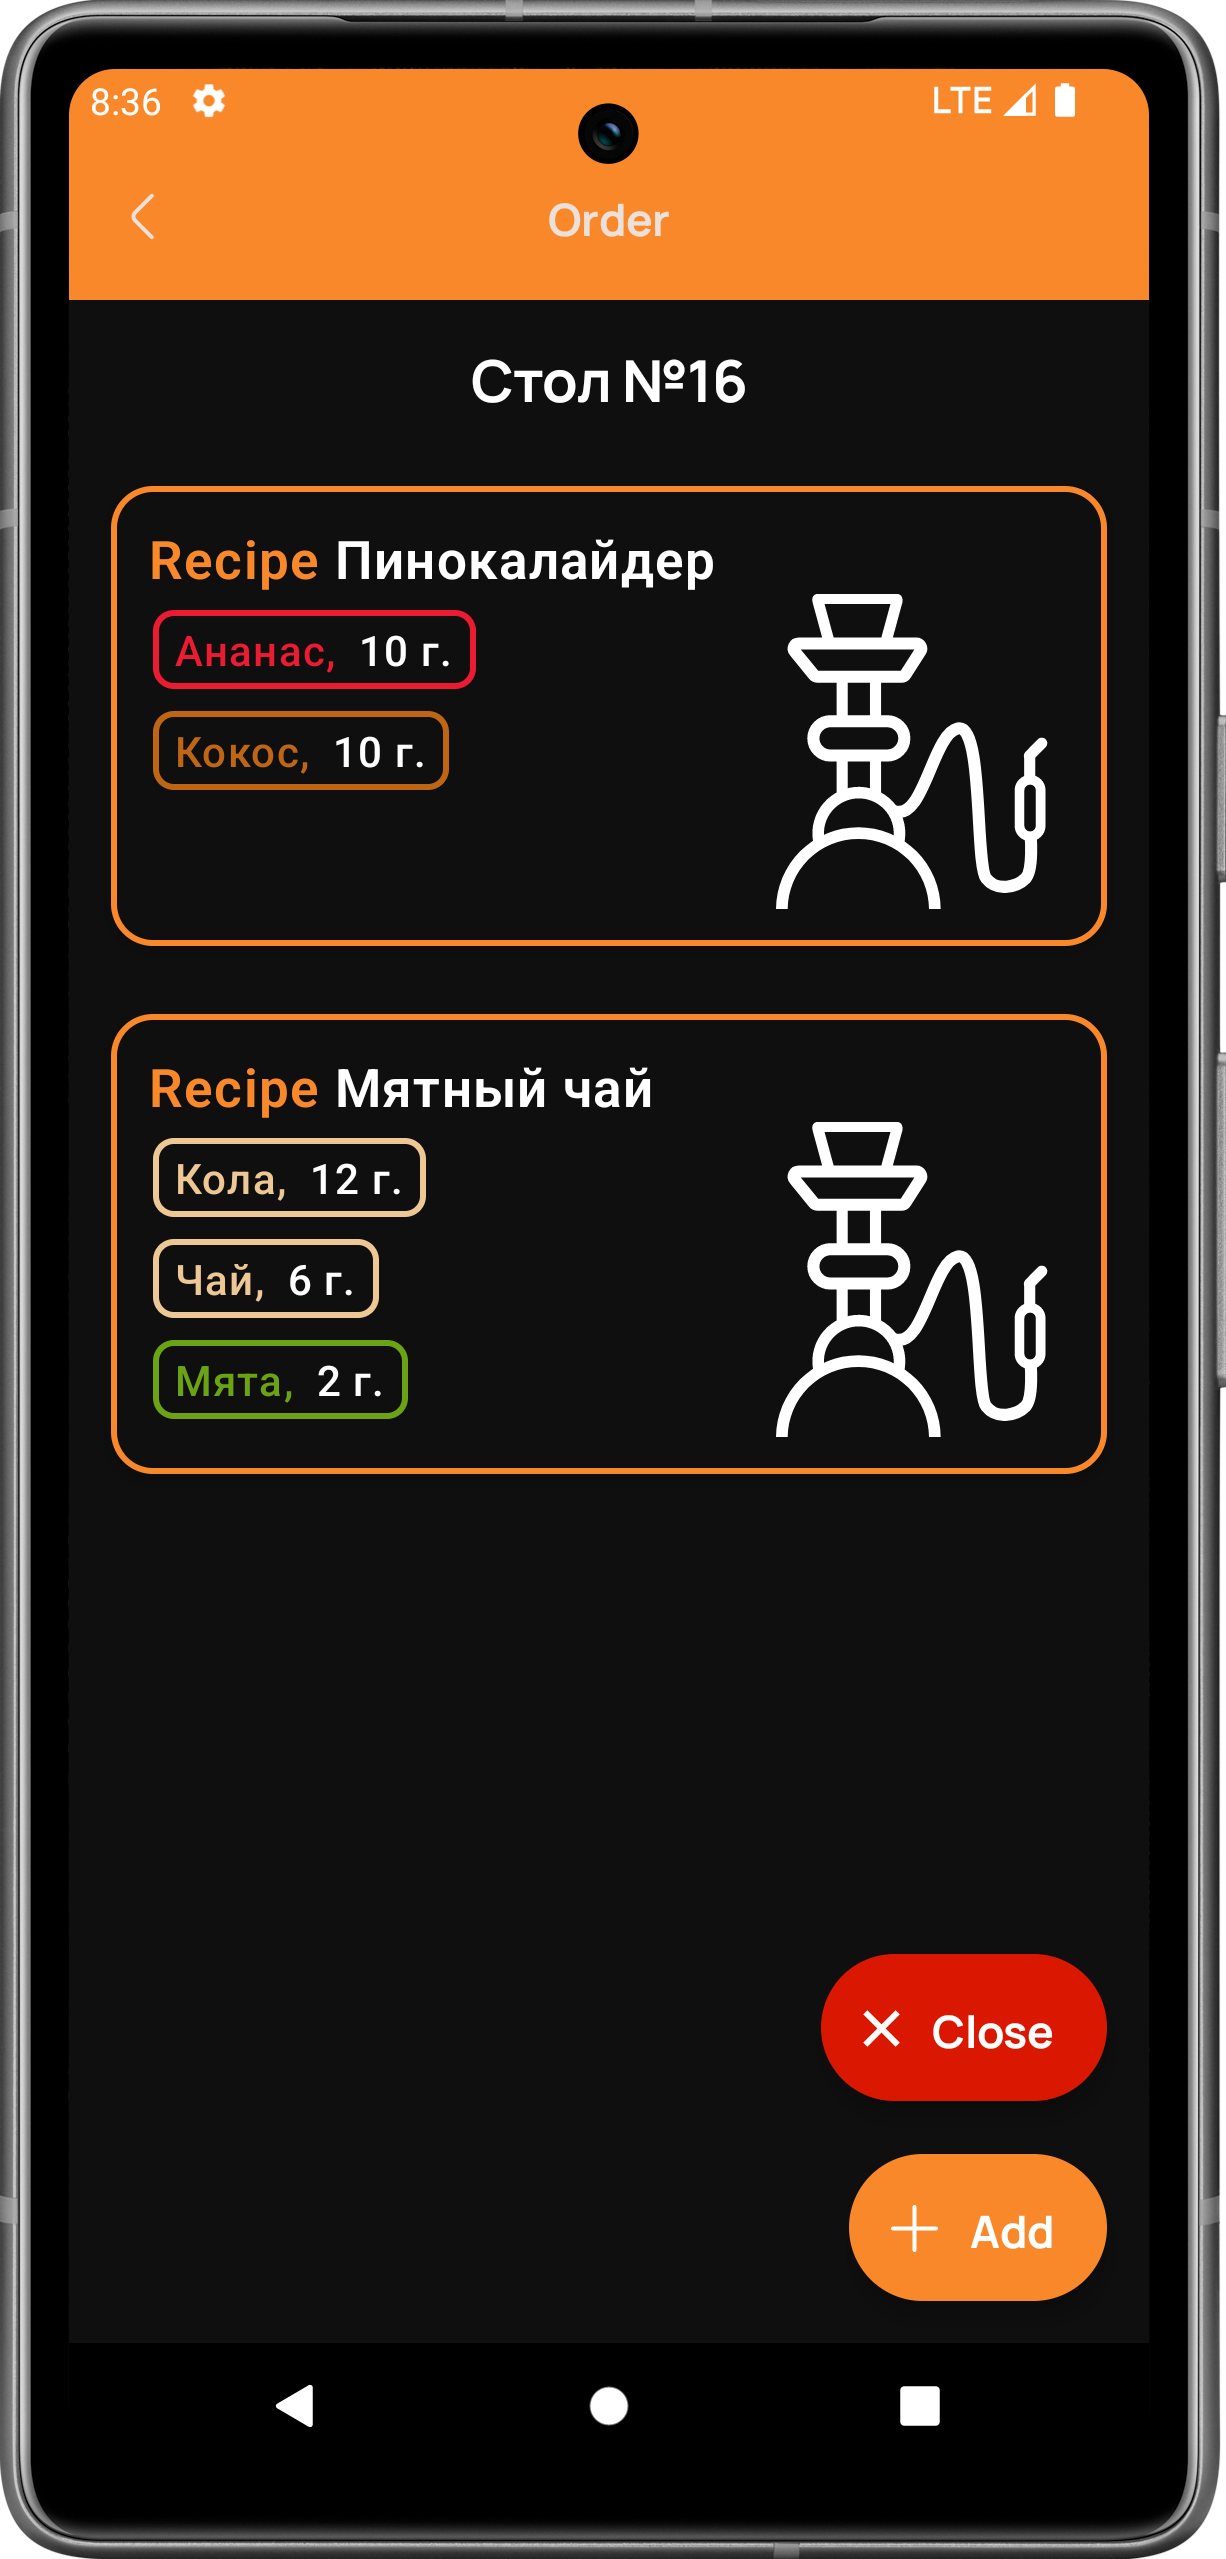 8:36 LTE
Order
Стол №16
Recipe Пинокалайдер
Ананас, 10 г.
Кокос, 10 г.
Recipe Мятный чай
Кола, 12 г.
Чай, 6 г.
Мята, 2 г.
Close
Add